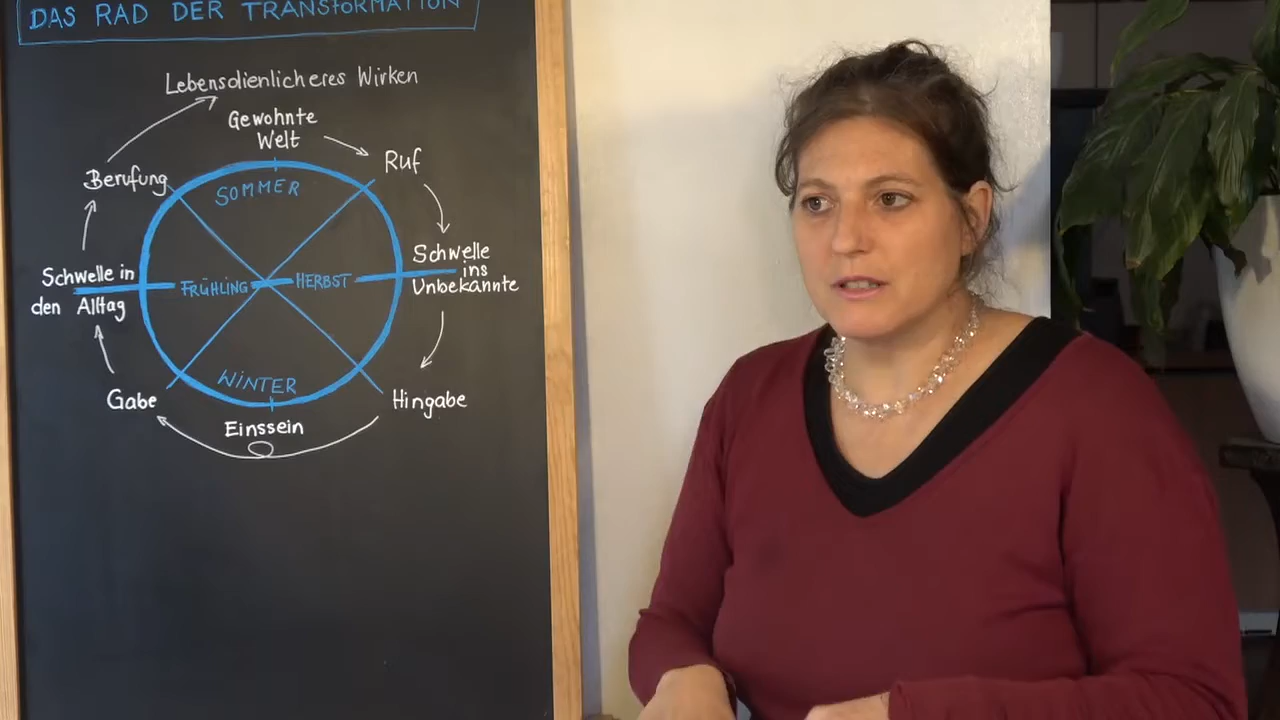 DAS RAD DER TRANSFORMATION
Lebensdienlicheres Wirken
Gewohnte
Welt
Ruf
Berufung
SOMMER
Schwelle
ins
Unbekannte
Schwelle in
den Alltag
FRÜHLING
HERBST
WINTER
Gabe
Hingabe
Einssein